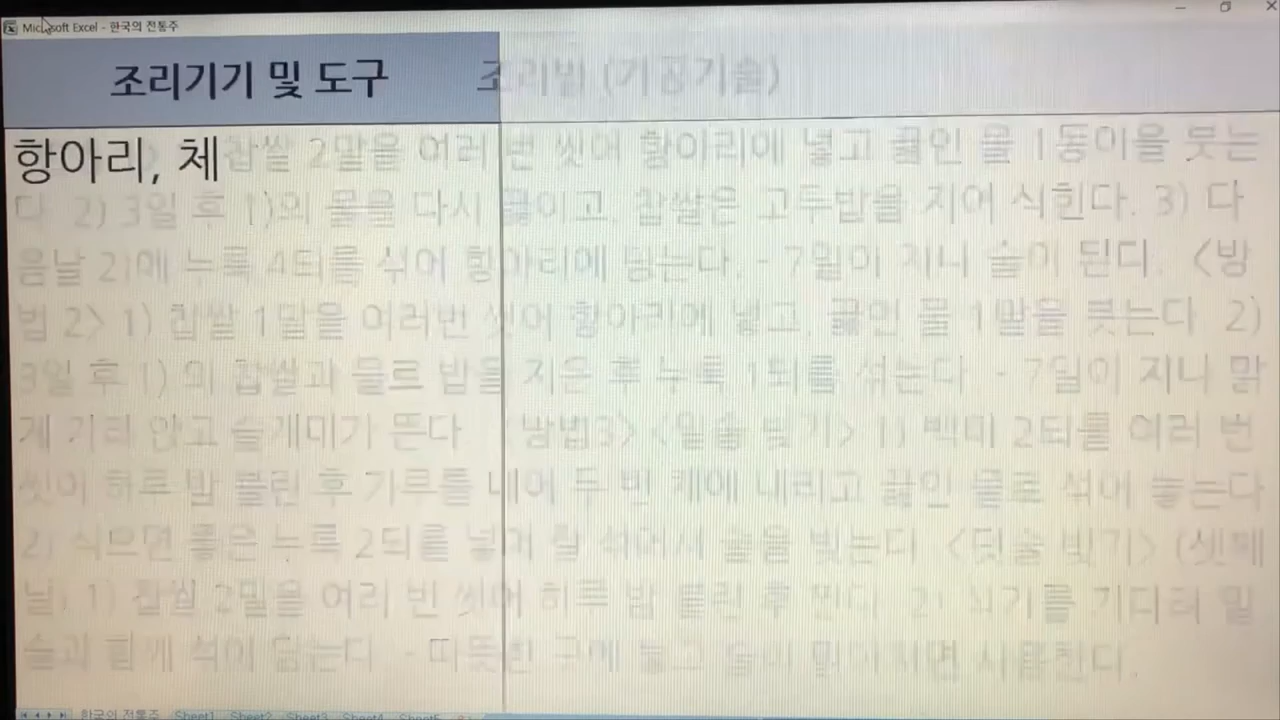 Microsoft Excel - 한국의 전통주
조리기기 및 도구
조리법 (가공기술)
항아리, 체
찹쌀 2말을 여러 번 씻어 항아리에 넣고 끓인 물 1동이을 붓는
다 2) 3일 후 1)의 물을 다시 끓이고, 찹쌀은 고두밥을 지어 식힌다. 3) 다
음날 2)에 누룩 4되를 섞어 항아리에 담는다 - 7일이 지나 술이 된다. <방
법 2> 1) 찹쌀 1말을 여러번 씻어 항아리에 넣고, 끓인 물 1말을 붓는다 2)
3일 후 1) 의 찹쌀과 물로 밥을 지은 후 누룩 1되를 섞는다 - 7일이 지나 맑
게 가라 앉고 술개미가 뜬다 <방법3> <밑술 빚기> 1) 백미 2되를 여러 번
씻어 하루 밤 불린 후 가루를 내어 두 번 체에 내리고 끓인 물로 섞어 놓는다
2) 식으면 좋은 누룩 2되를 넣어 잘 섞어서 술을 빚는다 <덧술 빚기> (셋째
날) 1) 찹쌀 2말을 여러 번 씻어 하루 밤 불린 후 찐다 2) 식기를 기다려 밑
술과 함께 섞어 담는다 - 따뜻한 곳에 놓고 술이 맑아지면 사용한다.
한국의 전통주 Sheet1 Sheet2 Sheet3 Sheet4 Sheet5